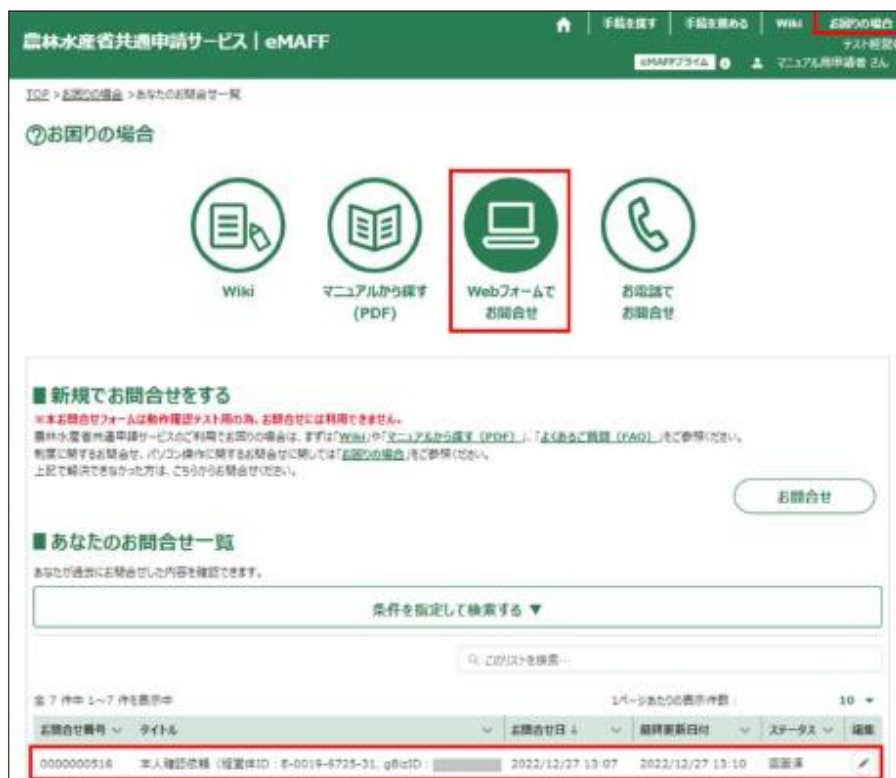 手続を探す 手続を始める Wiki お困りの場合
農林水産省共通申請サービス | eMAFF
テスト経営
eMAFFプライム マニュアル用申請者 さん
TOP > お困りの場合 > あなたのお問合せ一覧
お困りの場合
Wiki
マニュアルから探す
(PDF)
Webフォームで
お問合せ
お電話で
お問合せ
■新規でお問合せをする
※本お問合せフォームは動作確認テスト用の為、お問合せには利用できません。
農林水産省共通申請サービスのご利用でお困りの場合は、まずは「Wiki」や「マニュアルから探す（PDF）」、「よくあるご質問（FAQ）」をご参照ください。
制度に関するお問合せ、パソコン操作に関するお問合せに関しては「お困りの場合」をご参照ください。
上記で解決できなかった方は、こちらからお問合せください。
お問合せ
■あなたのお問合せ一覧
あなたが過去にお問合せした内容を確認できます。
条件を指定して検索する ▼
このリストを検索...
全 7 件中 1～7 件を表示中 1ページあたりの表示件数： 10
お問合せ番号 タイトル お問合せ日 ↓ 最終更新日付 ステータス 編集
0000000516 本人確認依頼（経営体ID：E-0019-6725-31, gBizID： 2022/12/27 13:07 2022/12/27 13:10 回答済